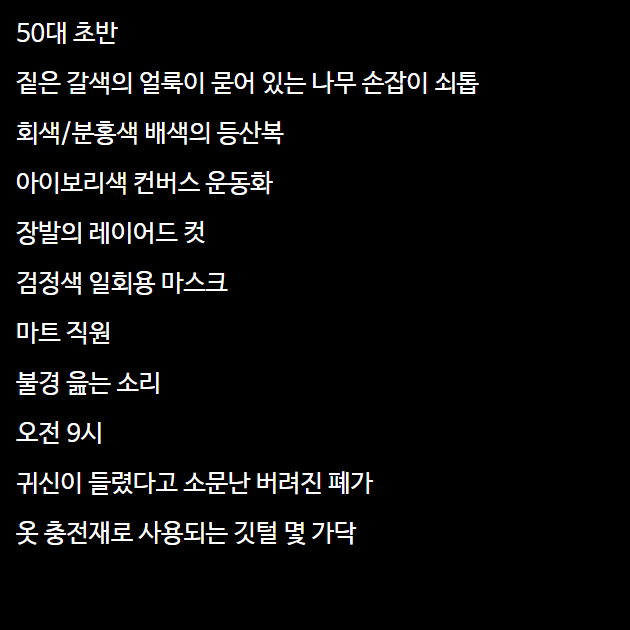 50대 초반
짙은 갈색의 얼룩이 묻어 있는 나무 손잡이 쇠톱
회색/분홍색 배색의 등산복
아이보리색 컨버스 운동화
장발의 레이어드 컷
검정색 일회용 마스크
마트 직원
불경 읊는 소리
오전 9시
귀신이 들렸다고 소문난 버려진 폐가
옷 충전재로 사용되는 깃털 몇 가닥